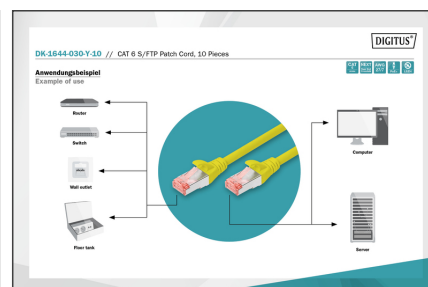 DIGITUS®
DK-1644-030-Y-10 // CAT 6 S/FTP Patch Cord, 10 Pieces
Anwendungsbeispiel
Example of use
Router
Switch
Wall outlet
Floor tank
Computer
Server